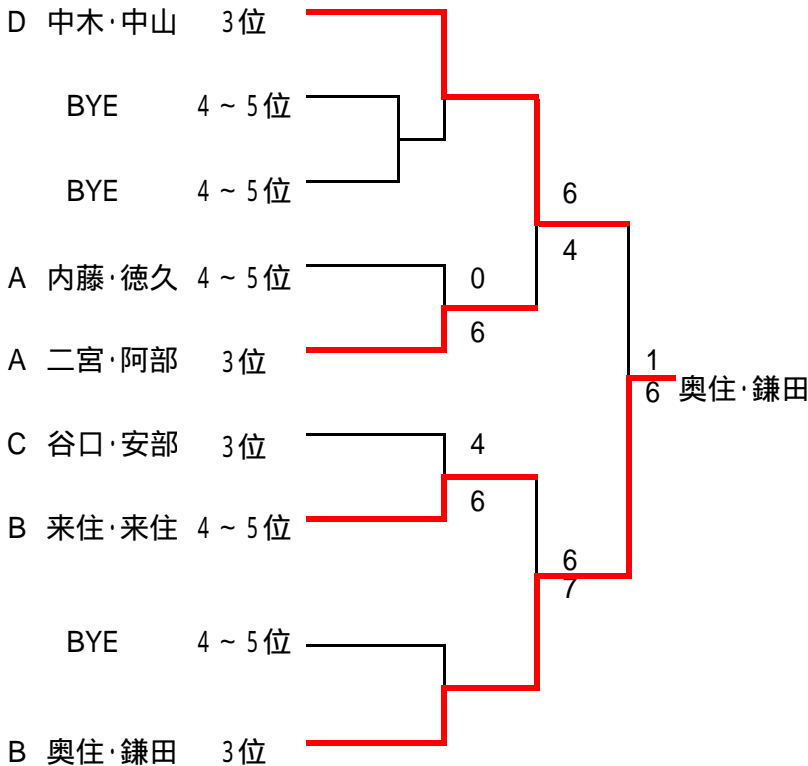 D 中木・中山 3位
BYE 4～5位
BYE 4～5位
6
4
A 内藤・徳久 4～5位
0
6
A 二宮・阿部 3位
1
6 奥住・鎌田
C 谷口・安部 3位
4
6
B 来住・来住 4～5位
6
7
BYE 4～5位
B 奥住・鎌田 3位